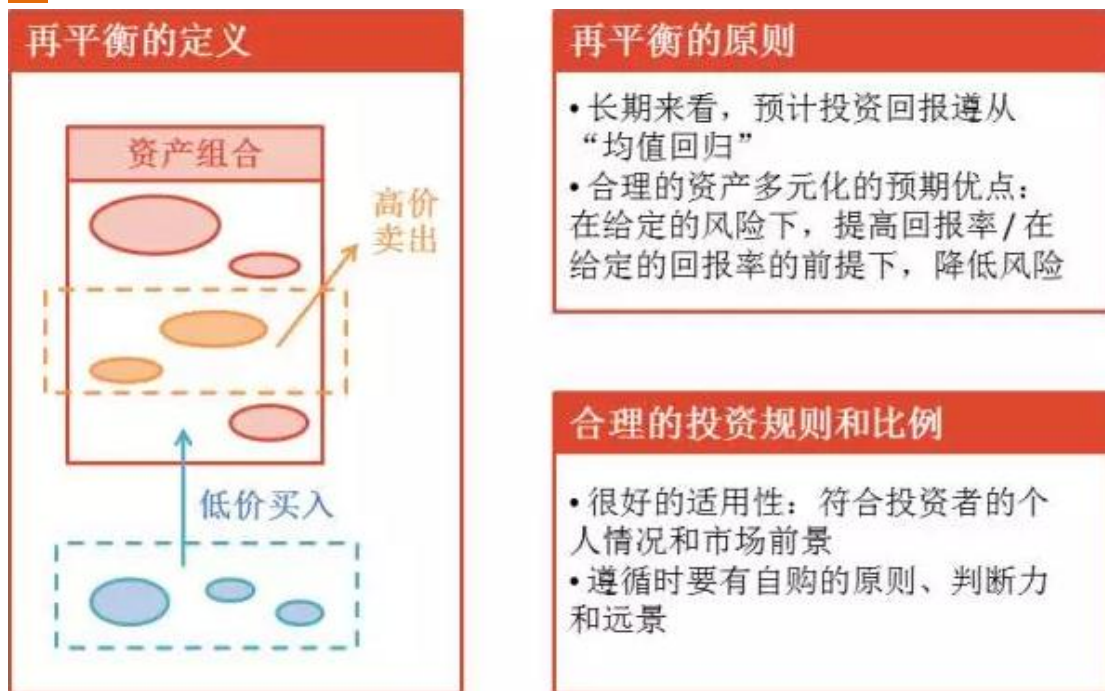 再平衡的定义
资产组合
高价
卖出
低价买入
再平衡的原则
•长期来看，预计投资回报遵从
“均值回归”
•合理的资产多元化的预期优点：
在给定的风险下，提高回报率/在
给定的回报率的前提下，降低风险
合理的投资规则和比例
•很好的适用性：符合投资者的个
人情况和市场前景
•遵循时要有自购的原则、判断力
和远景